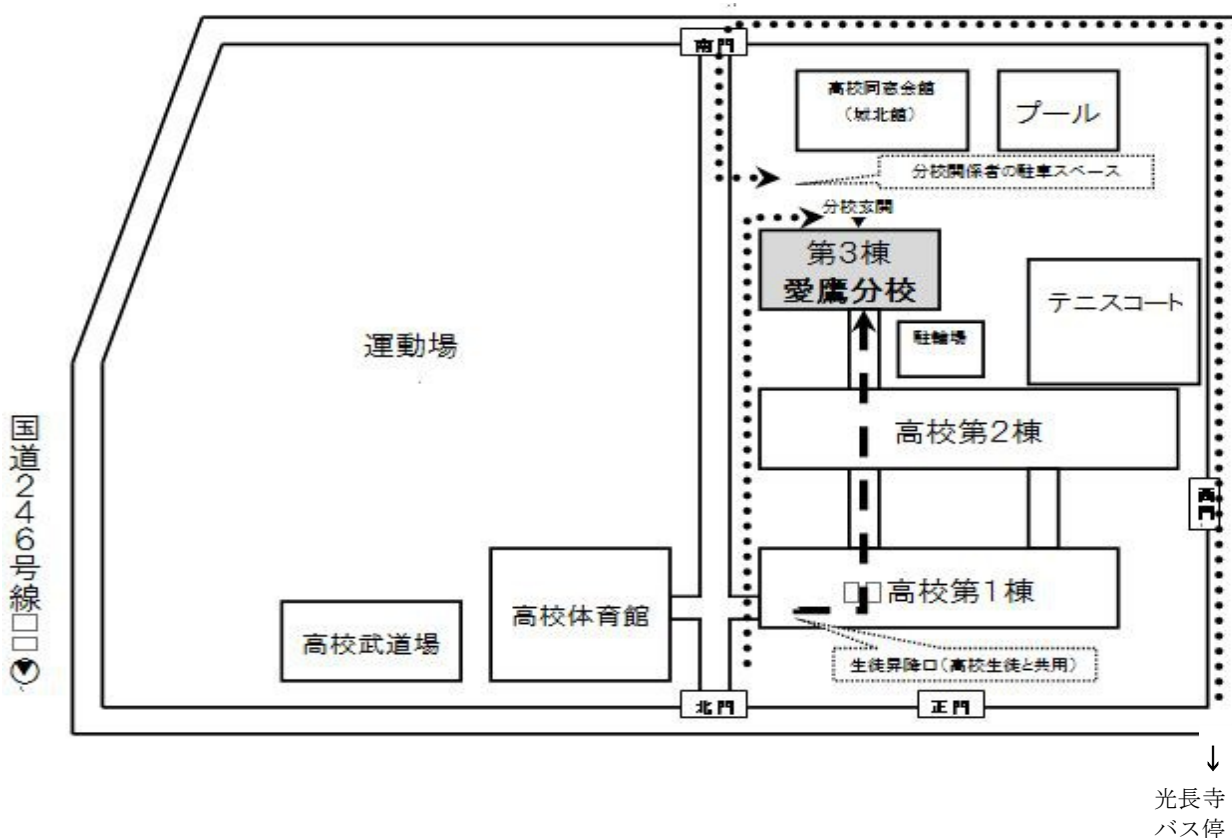 南門
高校同窓会館
（城北館）
プール
分校関係者の駐車スペース
分校玄関
第3棟
愛鷹分校
テニスコート
駐輪場
運動場
高校第2棟
国道246号線□□
西門
高校第1棟
高校体育館
高校武道場
生徒昇降口(高校生徒と共用)
北門
正門
↓
光長寺
バス停